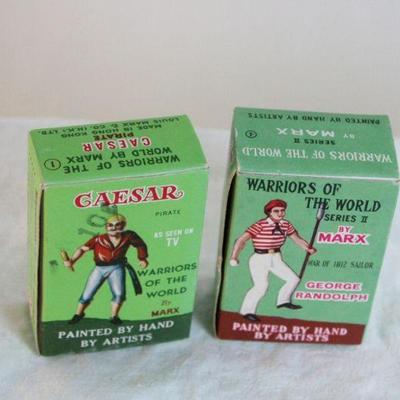 WARRIORS OF THE
WORLD BY MARX
1
CAESAR
PIRATE
MADE IN HONG KONG
LOUIS MARX & CO. (H.K.) LTD.
CAESAR
PIRATE
AS SEEN ON
TV
WARRIORS
OF THE
WORLD
By
MARX
PAINTED BY HAND
BY ARTISTS
WARRIORS OF THE WORLD
SERIES II
4
BY MARX
PAINTED BY HAND BY ARTISTS
WARRIORS OF
THE WORLD
SERIES II
BY
MARX
WAR OF 1812 SAILOR
GEORGE
RANDOLPH
PAINTED BY HAND
BY ARTISTS